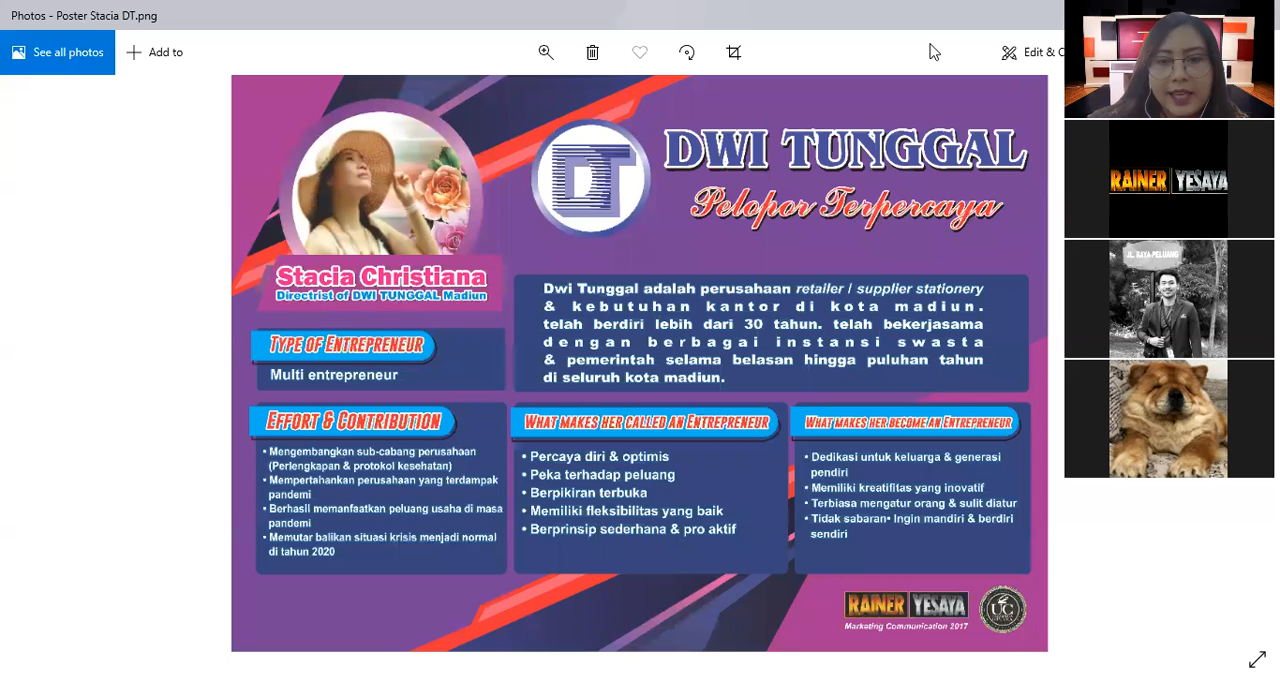 Photos - Poster Stacia DT.png
See all photos
Add to
Edit & C
DT
DWI TUNGGAL
Pelopor Terpercaya
Stacia Christiana
Directrist of DWI TUNGGAL Madiun
Dwi Tunggal adalah perusahaan retailer / supplier stationery
& kebutuhan kantor di kota madiun.
telah berdiri lebih dari 30 tahun. telah bekerjasama
dengan berbagai instansi swasta
& pemerintah selama belasan hingga puluhan tahun
di seluruh kota madiun.
TYPE OF ENTREPRENEUR
Multi entrepreneur
EFFORT & CONTRIBUTION
• Mengembangkan sub-cabang perusahaan
(Perlengkapan & protokol kesehatan)
• Mempertahankan perusahaan yang terdampak
pandemi
• Berhasil memanfaatkan peluang usaha di masa
pandemi
• Memutar balikan situasi krisis menjadi normal
di tahun 2020
WHAT MAKES HER CALLED AN ENTREPRENEUR
• Percaya diri & optimis
• Peka terhadap peluang
• Berpikiran terbuka
• Memiliki fleksibilitas yang baik
• Berprinsip sederhana & pro aktif
WHAT MAKES HER BECOME AN ENTREPRENEUR
• Dedikasi untuk keluarga & generasi
pendiri
• Memiliki kreatifitas yang inovatif
• Terbiasa mengatur orang & sulit diatur
• Tidak sabaran• Ingin mandiri & berdiri
sendiri
RAINER YESAYA
Marketing Communication 2017
UC
RAINER YESAYA
JL. SAYA PELUANG